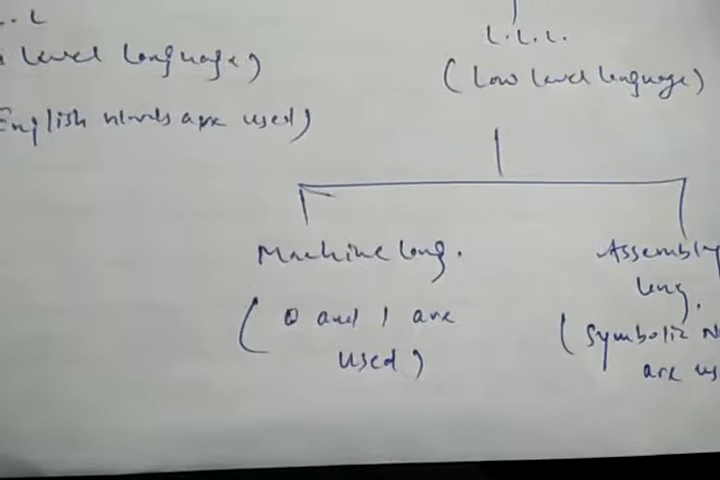 . . L
level language)
English words are used)
L.L.L.
(Low level language)
Machine lang.
(0 and 1 are
used)
Assembly
lang.
(symbolic N
are us